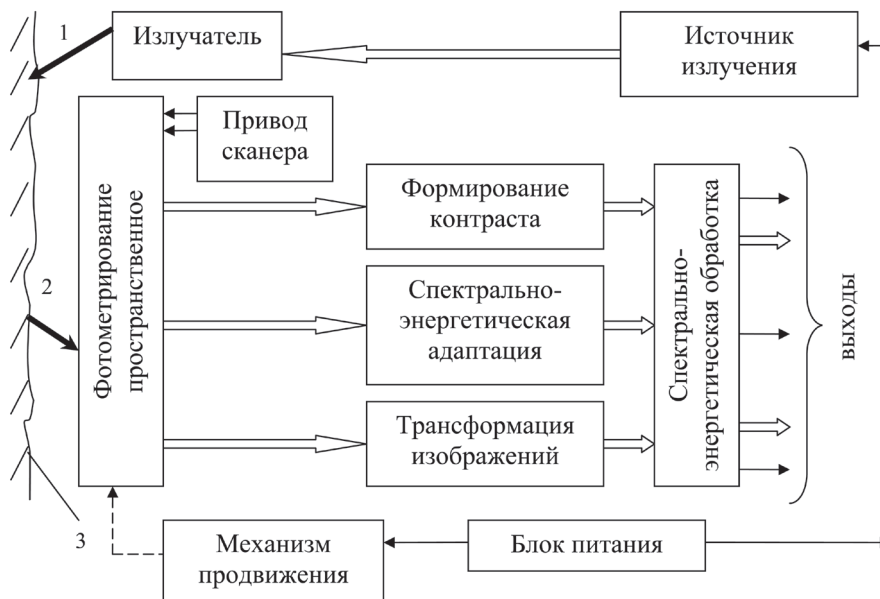 1
Излучатель
Источник
излучения
Привод
сканера
Фотометрирование
пространственное
Формирование
контраста
2
Спектрально-
энергетическая
адаптация
Спектрально-
энергетическая обработка
выходы
Трансформация
изображений
3
Механизм
продвижения
Блок питания